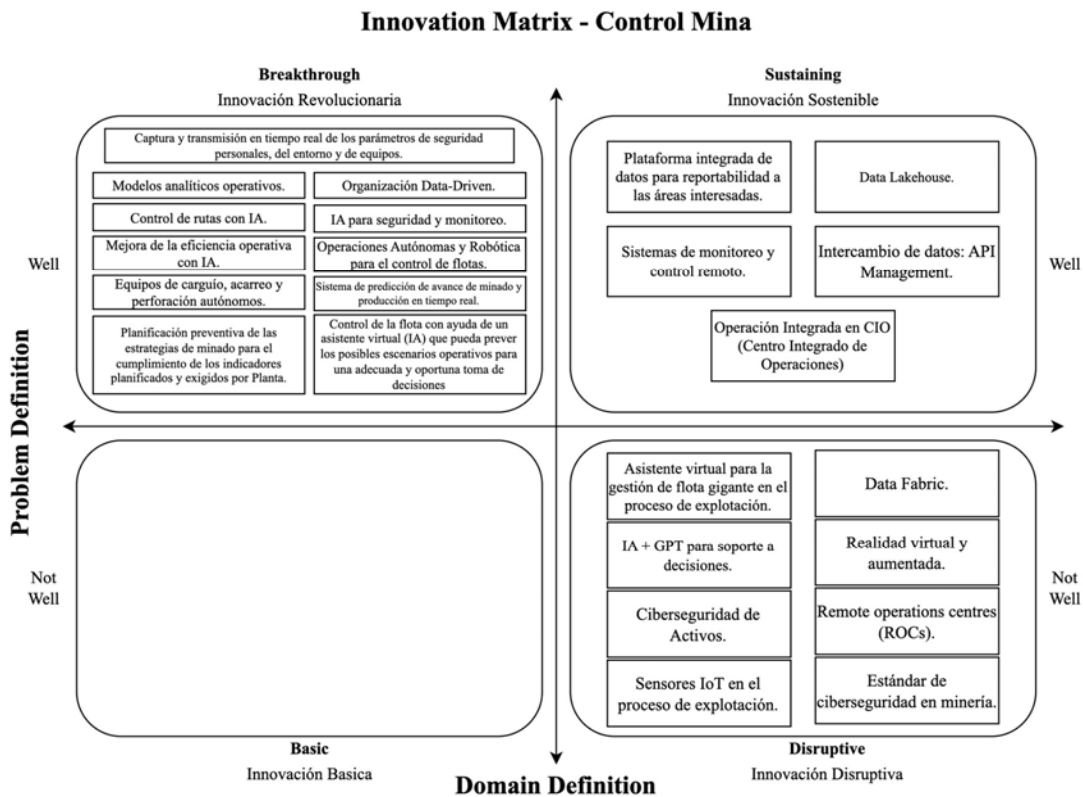 Innovation Matrix - Control Mina
Breakthrough
Innovación Revolucionaria
Sustaining
Innovación Sostenible
Captura y transmisión en tiempo real de los parámetros de seguridad
personales, del entorno y de equipos.
Modelos analíticos operativos.
Organización Data-Driven.
Control de rutas con IA.
IA para seguridad y monitoreo.
Mejora de la eficiencia operativa
con IA.
Operaciones Autónomas y Robótica
para el control de flotas.
Equipos de carguío, acarreo y
perforación autónomos.
Sistema de predicción de avance de minado y
producción en tiempo real.
Planificación preventiva de las
estrategias de minado para el
cumplimiento de los indicadores
planificados y exigidos por Planta.
Control de la flota con ayuda de un
asistente virtual (IA) que pueda prever
los posibles escenarios operativos para
una adecuada y oportuna toma de
decisiones
Plataforma integrada de
datos para reportabilidad a
las áreas interesadas.
Data Lakehouse.
Sistemas de monitoreo y
control remoto.
Intercambio de datos: API
Management.
Operación Integrada en CIO
(Centro Integrado de
Operaciones)
Well
Well
Problem Definition
Not
Well
Not
Well
Asistente virtual para la
gestión de flota gigante en el
proceso de explotación.
Data Fabric.
IA + GPT para soporte a
decisiones.
Realidad virtual y
aumentada.
Ciberseguridad de
Activos.
Remote operations centres
(ROCs).
Sensores IoT en el
proceso de explotación.
Estándar de
ciberseguridad en minería.
Basic
Innovación Basica
Disruptive
Innovación Disruptiva
Domain Definition